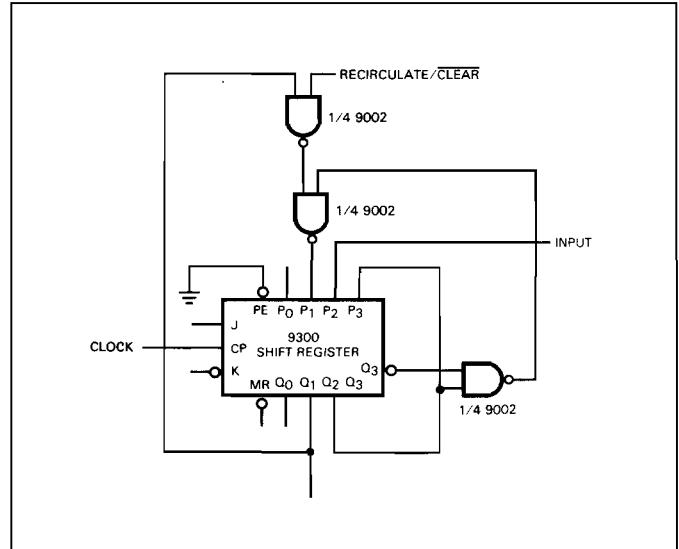 RECIRCULATE/CLEAR
1/4 9002
1/4 9002
INPUT
PE P0 P1 P2 P3
J
9300
SHIFT REGISTER
CLOCK
CP
Q3
K
MR Q0 Q1 Q2 Q3
1/4 9002